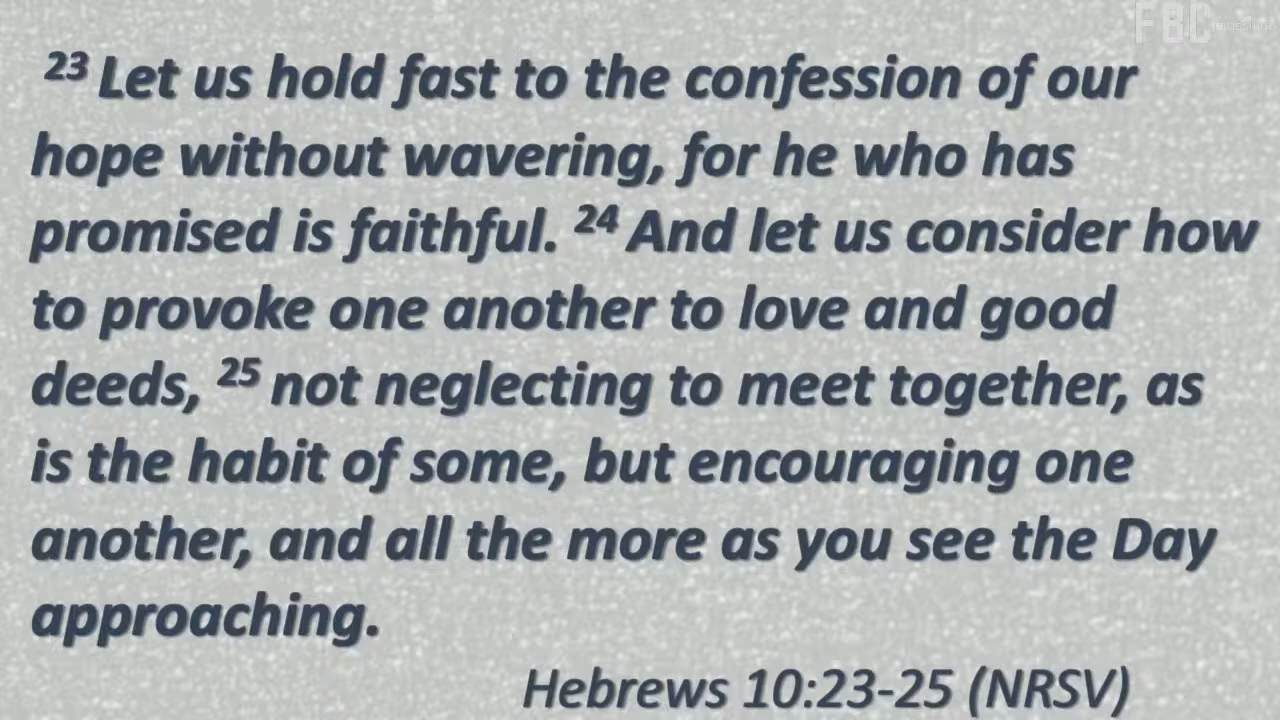 FBC
23 Let us hold fast to the confession of our
hope without wavering, for he who has
promised is faithful. 24 And let us consider how
to provoke one another to love and good
deeds, 25 not neglecting to meet together, as
is the habit of some, but encouraging one
another, and all the more as you see the Day
approaching.
Hebrews 10:23-25 (NRSV)